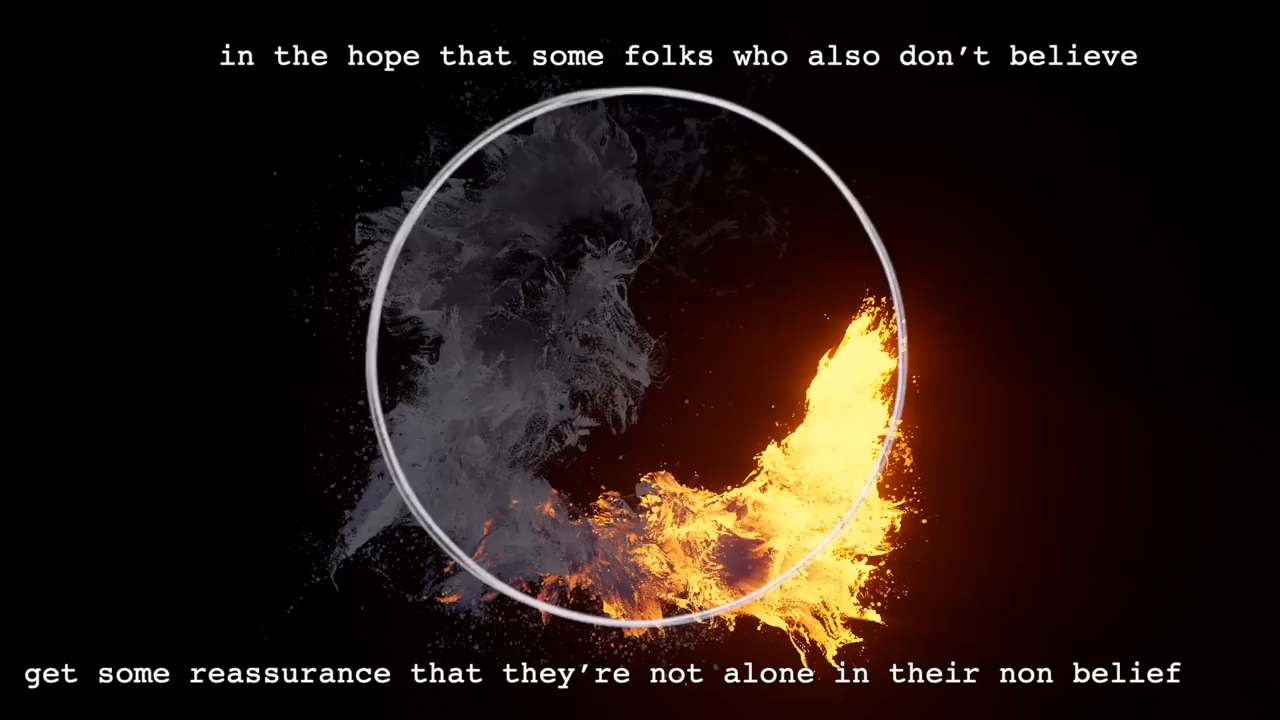 in the hope that some folks who also don’t believe
get some reassurance that they’re not alone in their non belief